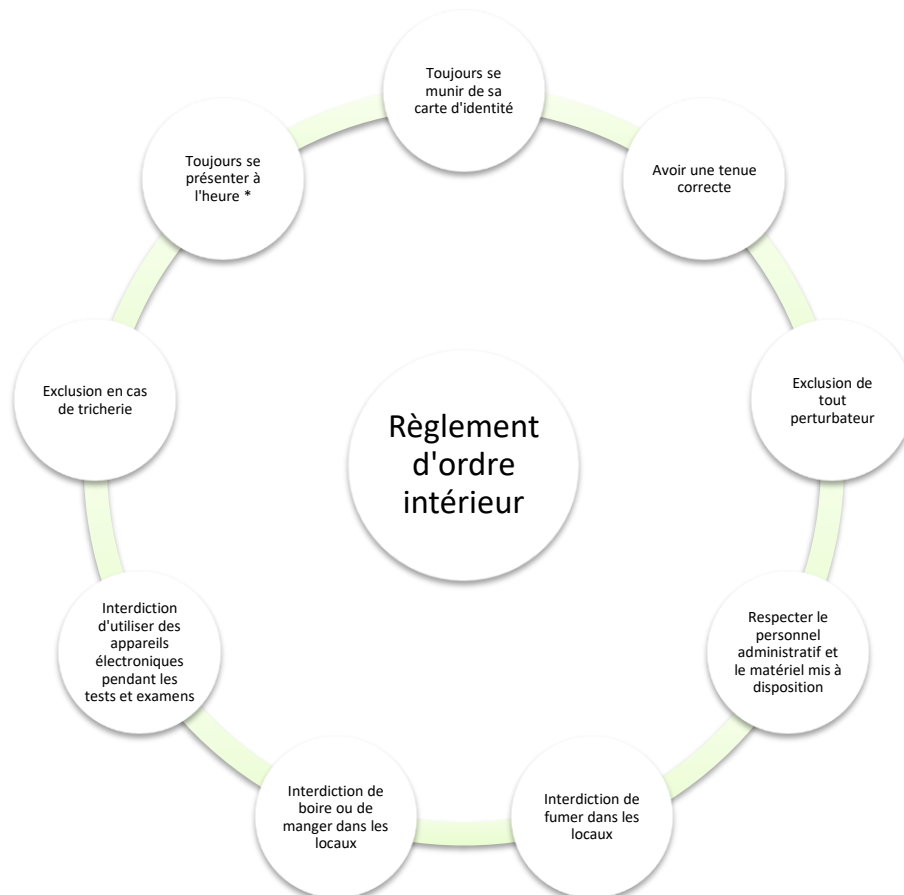 Règlement
d'ordre
intérieur
Toujours se
munir de sa
carte d'identité
Avoir une tenue
correcte
Exclusion de
tout
perturbateur
Respecter le
personnel
administratif et
le matériel mis à
disposition
Interdiction de
fumer dans les
locaux
Interdiction de
boire ou de
manger dans les
locaux
Interdiction
d'utiliser des
appareils
électroniques
pendant les
tests et examens
Exclusion en cas
de tricherie
Toujours se
présenter à
l'heure *